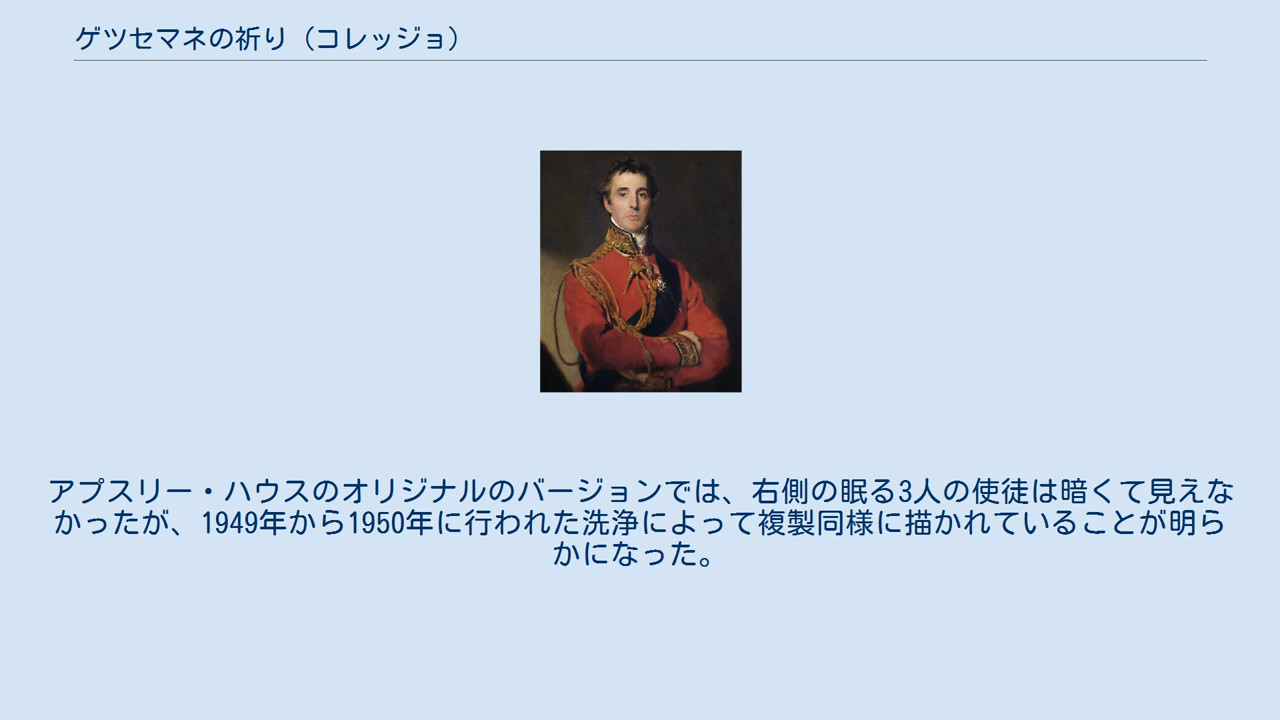 ゲツセマネの祈り（コレッジョ）
アプスリー・ハウスのオリジナルのバージョンでは、右側の眠る3人の使徒は暗くて見えな
かったが、1949年から1950年に行われた洗浄によって複製同様に描かれていることが明ら
かになった。